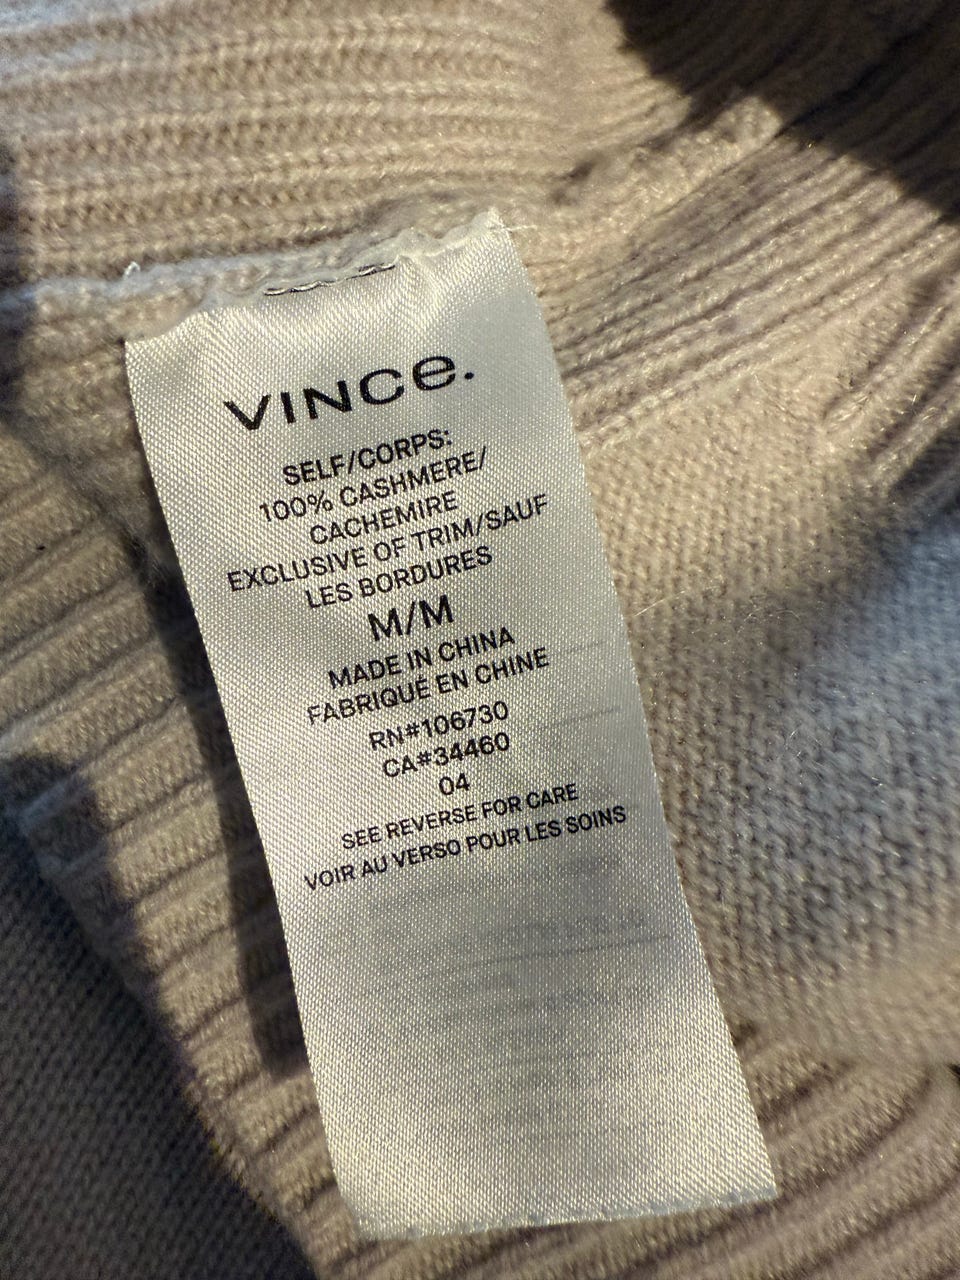 VINCe.
SELF/CORPS:
100% CASHMERE/
CACHEMIRE
EXCLUSIVE OF TRIM/SAUF
LES BORDURES
M/M
MADE IN CHINA
FABRIQUÉ EN CHINE
RN#106730
CA#34460
04
SEE REVERSE FOR CARE
VOIR AU VERSO POUR LES SOINS